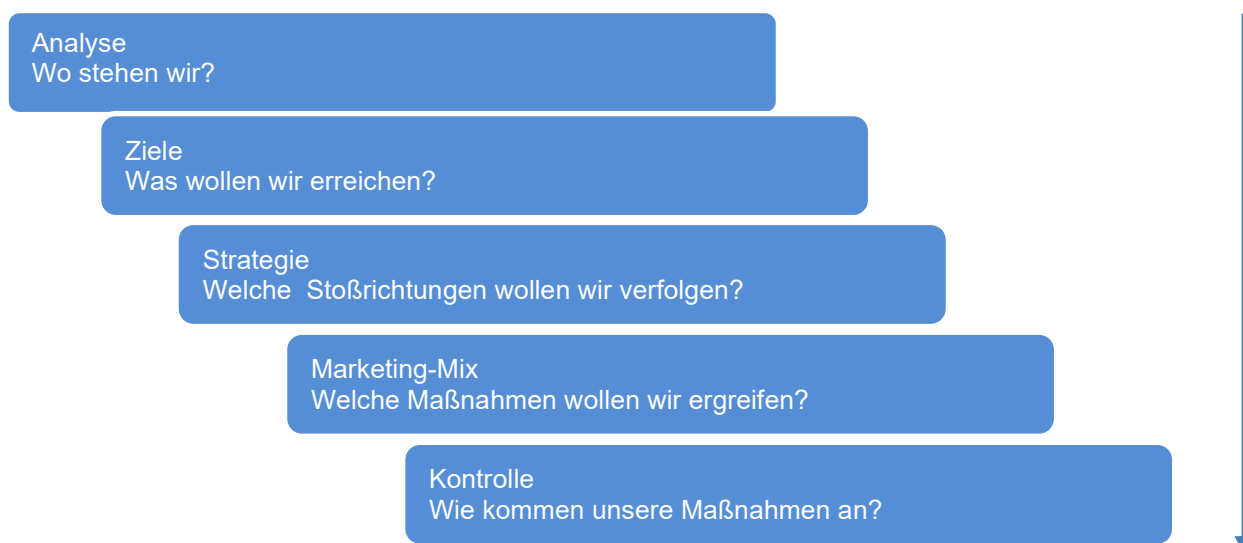 Analyse
Wo stehen wir?
Ziele
Was wollen wir erreichen?
Strategie
Welche  Stoßrichtungen wollen wir verfolgen?
Marketing-Mix
Welche Maßnahmen wollen wir ergreifen?
Kontrolle
Wie kommen unsere Maßnahmen an?